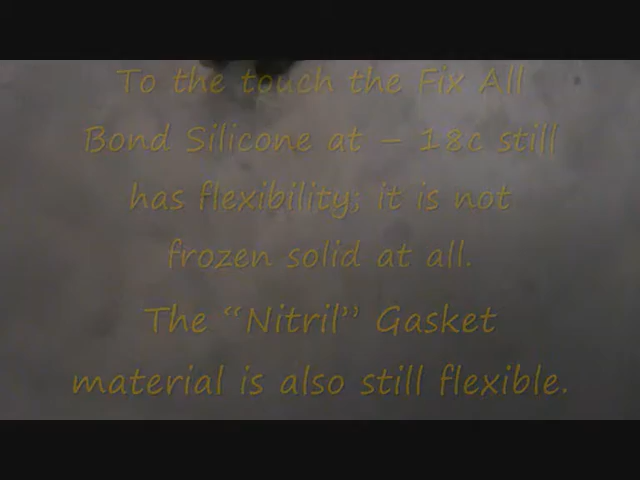 To the touch the Fix All
Bond Silicone at – 18c still
has flexibility; it is not
frozen solid at all.
The “Nitril” Gasket
material is also still flexible.